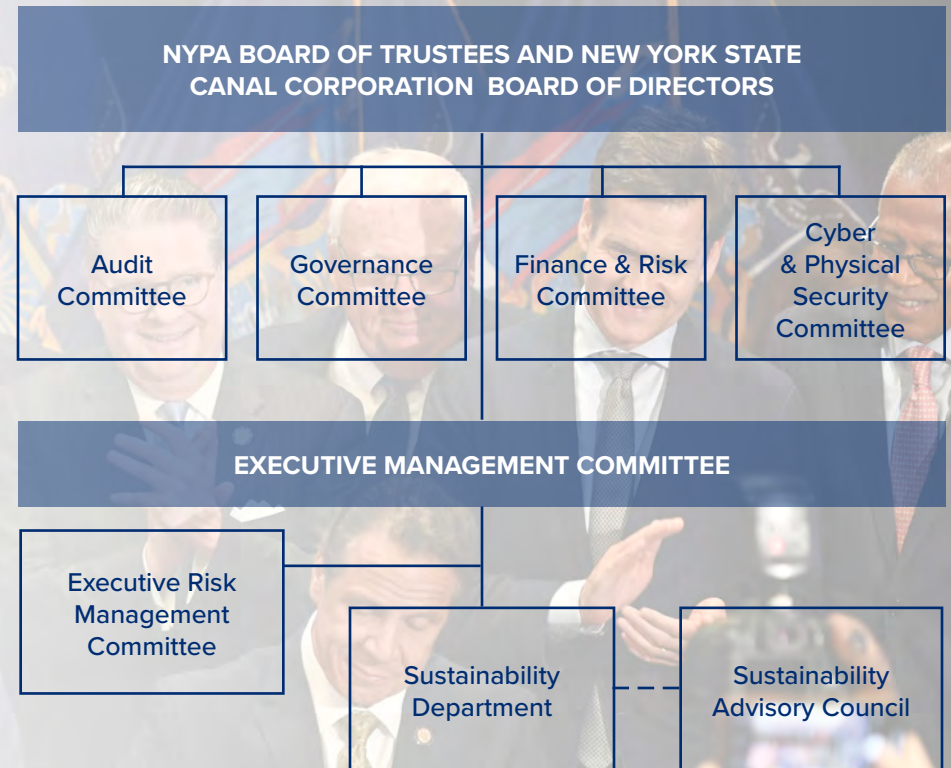 NYPA BOARD OF TRUSTEES AND NEW YORK STATE
CANAL CORPORATION BOARD OF DIRECTORS
Audit
Committee
Governance
Committee
Finance & Risk
Committee
Cyber
& Physical
Security
Committee
EXECUTIVE MANAGEMENT COMMITTEE
Executive Risk
Management
Committee
Sustainability
Department
Sustainability
Advisory Council